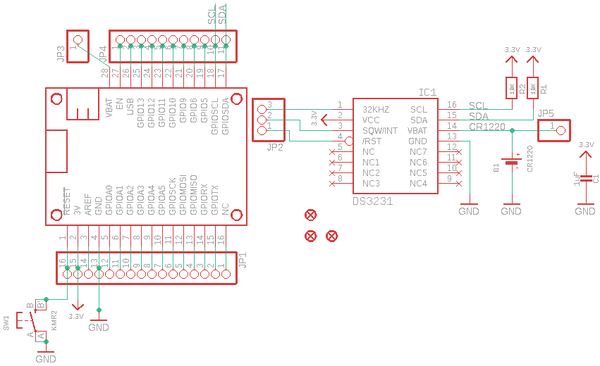 SCL
SDA
JP3
1
JP4
28
27
26
25
24
23
22
21
20
19
18
17
VBAT
EN
USB
GPIO13
GPIO12
GPIO11
GPIO10
GPIO9
GPIO6
GPIO5
GPIOSCL
GPIOSDA
RESET
3V
AREF
GND
GPIOA0
GPIOA1
GPIOA2
GPIOA3
GPIOA4
GPIOA5
GPIOSCK
GPIOMOSI
GPIOMISO
GPIORX
GPIOTX
NC
1
2
3
4
5
6
7
8
9
10
11
12
13
14
15
16
16
15
14
13
12
11
10
9
8
7
6
5
4
3
2
1
JP1
SW1
B
B'
A
A'
KMR2
GND
3.3V
GND
3
2
1
JP2
3.3V
IC1
1
2
3
4
5
6
7
8
32KHZ
VCC
SQW/INT
/RST
NC
NC1
NC2
NC3
SCL
SDA
VBAT
GND
NC7
NC6
NC5
NC4
16
15
14
13
12
11
10
9
DS3231
SCL
SDA
CR1220
3.3V
3.3V
10K
R2
10K
R1
JP5
1
B1
CR1220
GND
GND
3.3V
1uF
C1
GND